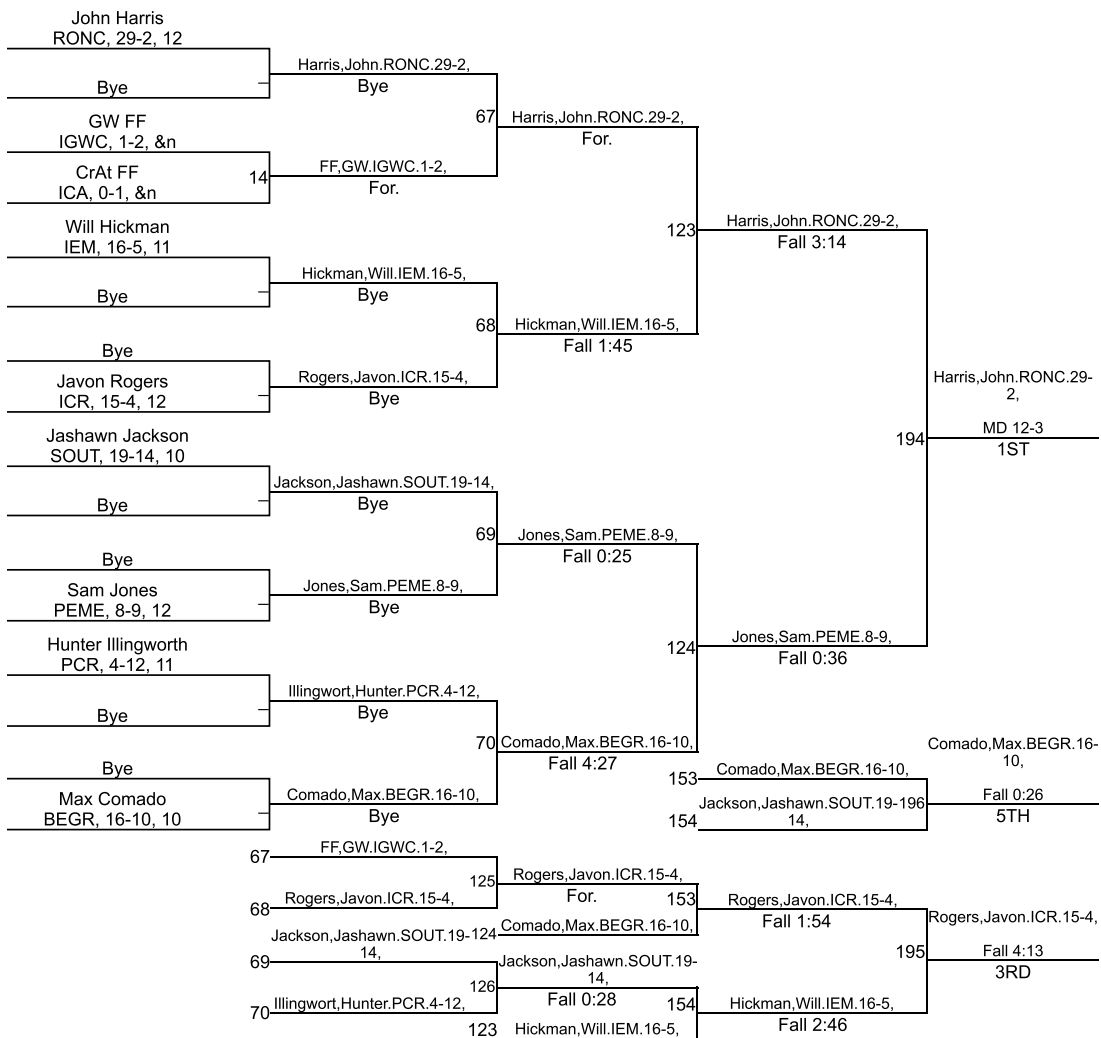 John Harris
RONC, 29-2, 12
Bye
Harris,John.RONC.29-2,
Bye
GW FF
IGWC, 1-2, &n
CrAt FF
ICA, 0-1, &n
14
FF,GW.IGWC.1-2,
For.
67
Harris,John.RONC.29-2,
For.
Will Hickman
IEM, 16-5, 11
Bye
Hickman,Will.IEM.16-5,
Bye
Bye
Javon Rogers
ICR, 15-4, 12
Rogers,Javon.ICR.15-4,
Bye
68
Hickman,Will.IEM.16-5,
Fall 1:45
123
Harris,John.RONC.29-2,
Fall 3:14
Jashawn Jackson
SOUT, 19-14, 10
Bye
Jackson,Jashawn.SOUT.19-14,
Bye
Bye
Sam Jones
PEME, 8-9, 12
Jones,Sam.PEME.8-9,
Bye
69
Jones,Sam.PEME.8-9,
Fall 0:25
Hunter Illingworth
PCR, 4-12, 11
Bye
Illingwort,Hunter.PCR.4-12,
Bye
Bye
Max Comado
BEGR, 16-10, 10
Comado,Max.BEGR.16-10,
Bye
70
Comado,Max.BEGR.16-10,
Fall 4:27
124
Jones,Sam.PEME.8-9,
Fall 0:36
194
Harris,John.RONC.29-
2,
MD 12-3
1ST
153
Comado,Max.BEGR.16-10,
154
Jackson,Jashawn.SOUT.19-
14,
196
Comado,Max.BEGR.16-
10,
Fall 0:26
5TH
67
FF,GW.IGWC.1-2,
68
Rogers,Javon.ICR.15-4,
125
Rogers,Javon.ICR.15-4,
For.
124
Comado,Max.BEGR.16-10,
153
Rogers,Javon.ICR.15-4,
Fall 1:54
69
Jackson,Jashawn.SOUT.19-
14,
70
Illingwort,Hunter.PCR.4-12,
126
Jackson,Jashawn.SOUT.19-
14,
Fall 0:28
123
Hickman,Will.IEM.16-5,
154
Hickman,Will.IEM.16-5,
Fall 2:46
195
Rogers,Javon.ICR.15-4,
Fall 4:13
3RD